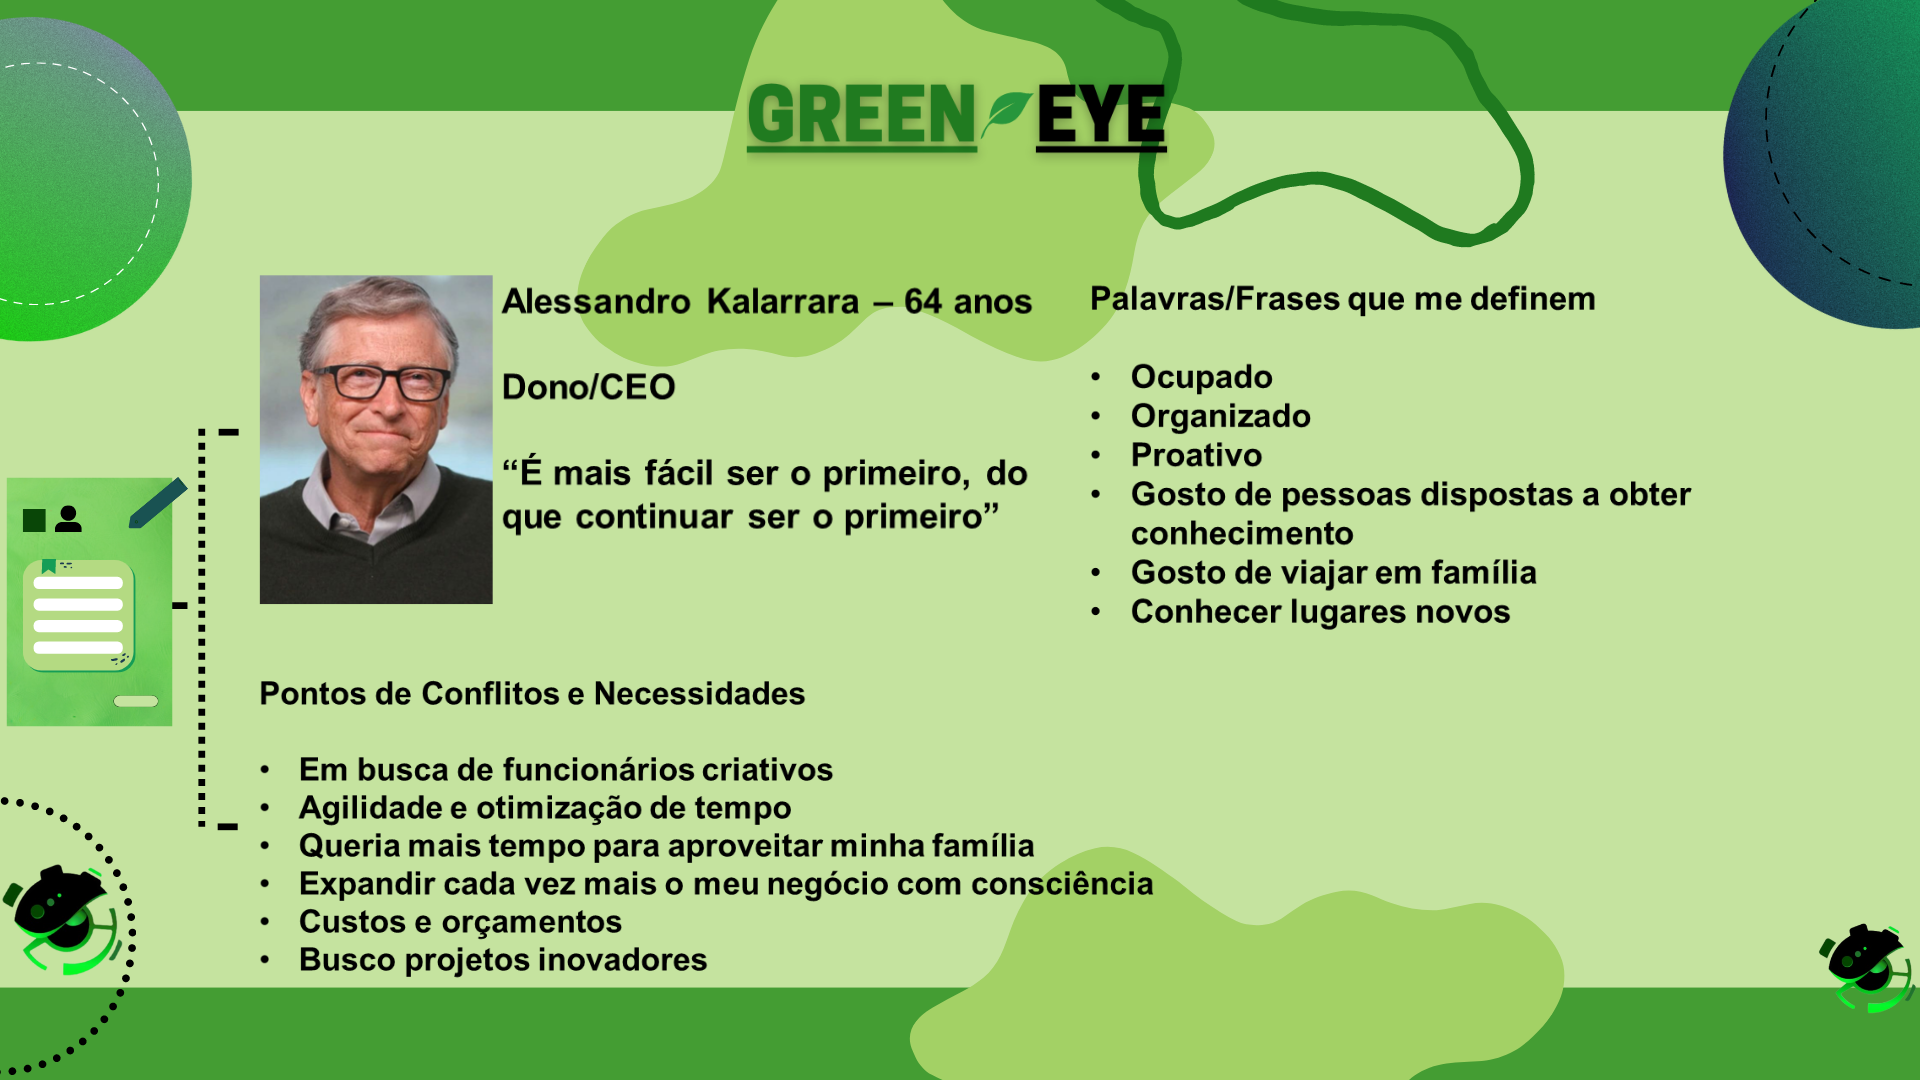 GREEN EYE
Alessandro Kalarrara – 64 anos
Dono/CEO
“É mais fácil ser o primeiro, do
que continuar ser o primeiro”
Palavras/Frases que me definem
• Ocupado
• Organizado
• Proativo
• Gosto de pessoas dispostas a obter
conhecimento
• Gosto de viajar em família
• Conhecer lugares novos
Pontos de Conflitos e Necessidades
• Em busca de funcionários criativos
• Agilidade e otimização de tempo
• Queria mais tempo para aproveitar minha família
• Expandir cada vez mais o meu negócio com consciência
• Custos e orçamentos
• Busco projetos inovadores